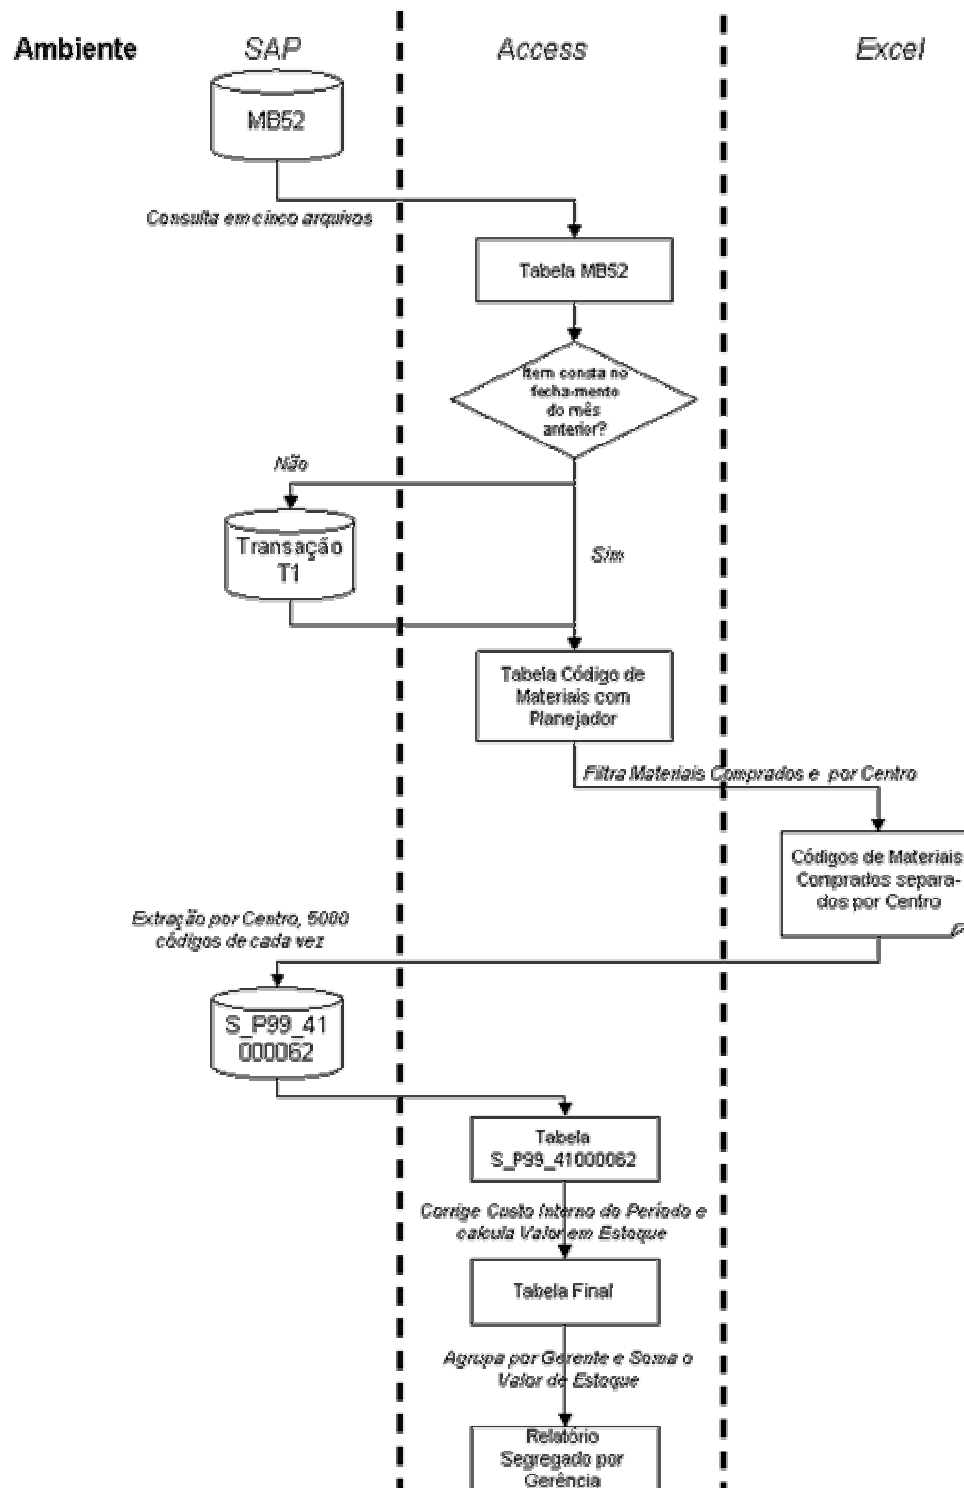 Ambiente SAP Access Excel
MB52
Consulta em cinco arquivos
Tabela MB52
Item consta no
fecha-mento
do mês
anterior?
Não
Transação
T1
Sim
Tabela Código de
Materiais com
Planejador
Filtra Materiais Comprados e por Centro
Códigos de Materiais
Comprados separa-
dos por Centro
Extração por Centro, 5000
códigos de cada vez
S_P99_41
000062
Tabela
S_P99_41000062
Corrige Custo Interno do Período e
calcula Valor em Estoque
Tabela Final
Agrupa por Gerente e Soma o
Valor de Estoque
Relatório
Segregado por
Gerência